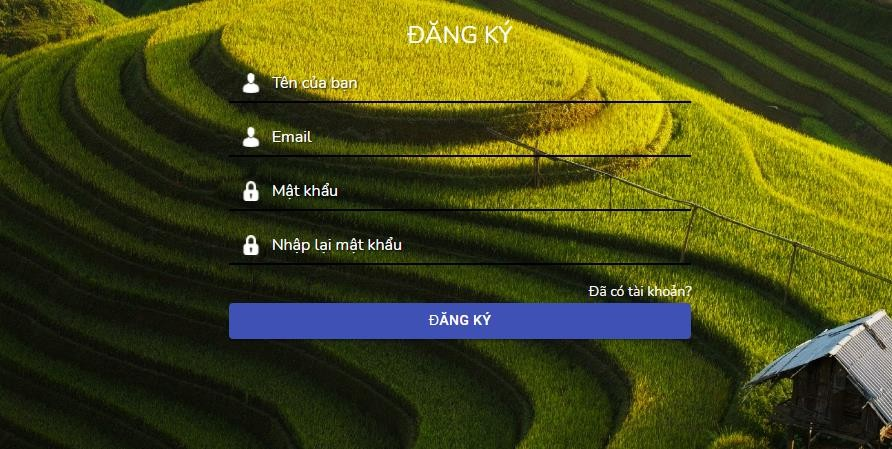 ĐĂNG KÝ
Tên của bạn
Email
Mật khẩu
Nhập lại mật khẩu
Đã có tài khoản?
ĐĂNG KÝ